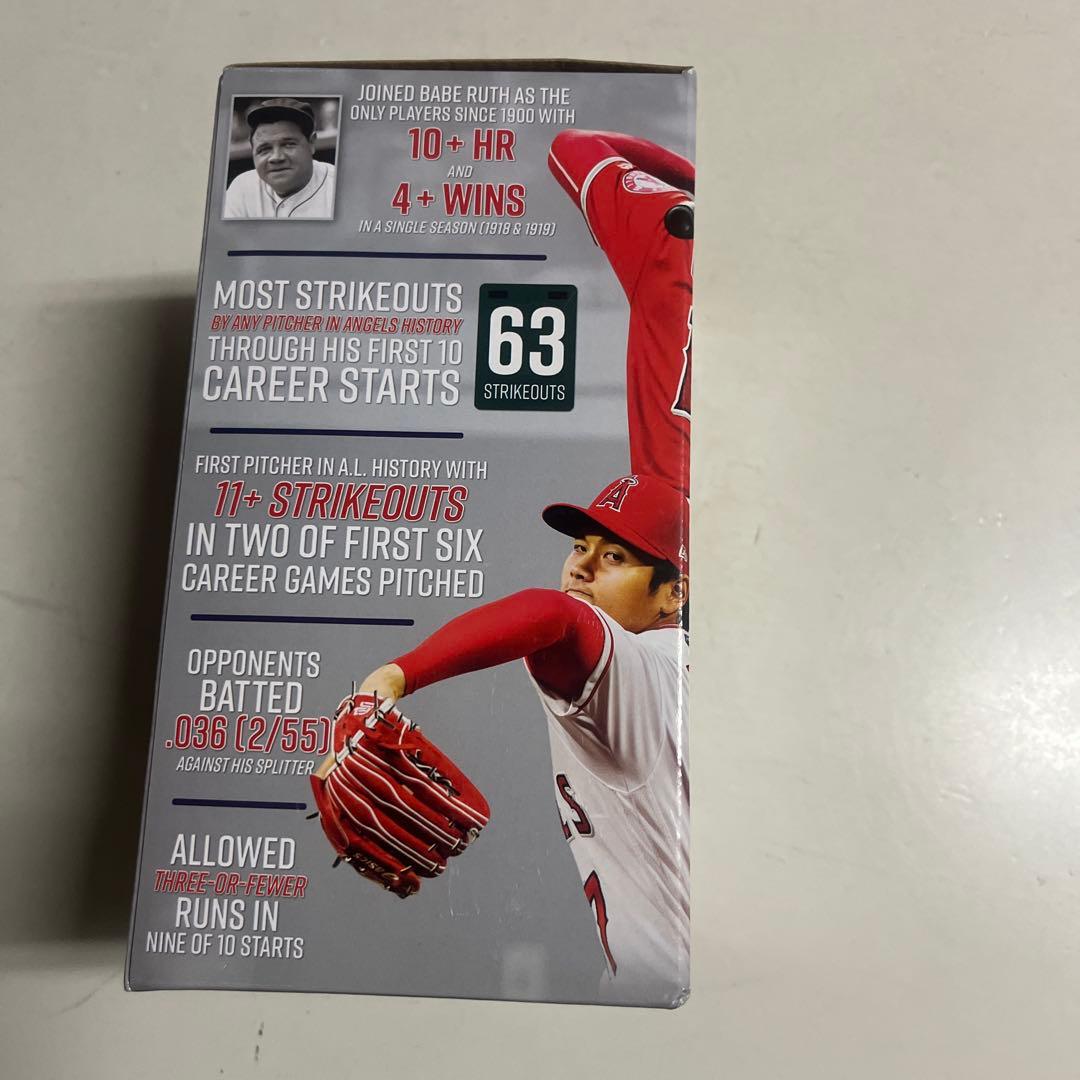 JOINED BABE RUTH AS THE
ONLY PLAYERS SINCE 1900 WITH
10+ HR
AND
4+ WINS
IN A SINGLE SEASON (1918 & 1919)
MOST STRIKEOUTS
BY ANY PITCHER IN ANGELS HISTORY
THROUGH HIS FIRST 10
CAREER STARTS
63
STRIKEOUTS
FIRST PITCHER IN A.L. HISTORY WITH
11+ STRIKEOUTS
IN TWO OF FIRST SIX
CAREER GAMES PITCHED
OPPONENTS
BATTED
.036 (2/55)
AGAINST HIS SPLITTER
ALLOWED
THREE-OR-FEWER
RUNS IN
NINE OF 10 STARTS
A
ASICS
7